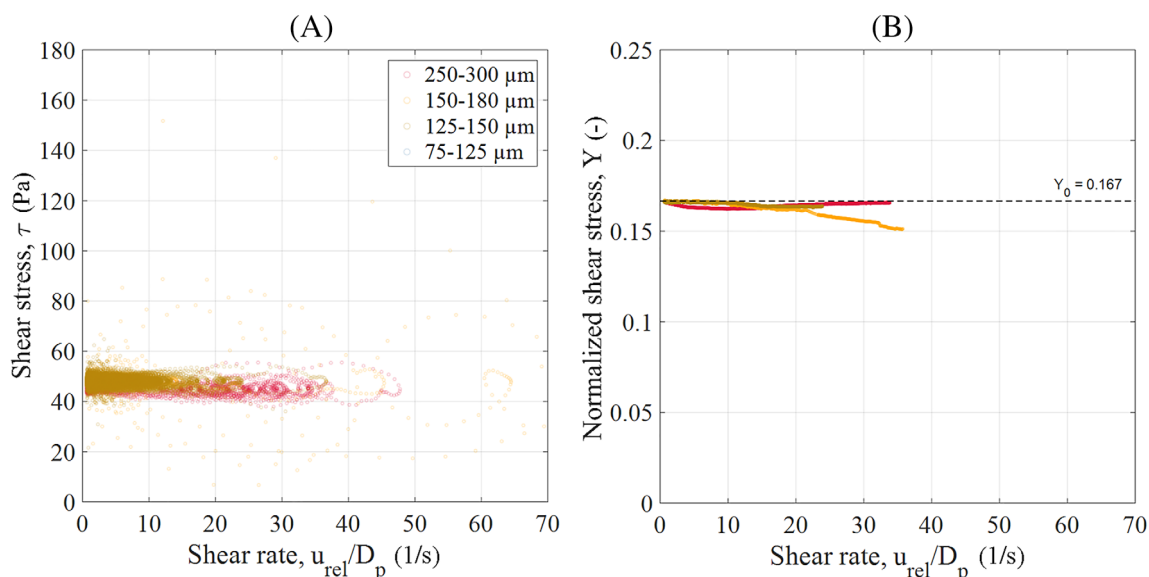 (A)
180
160
140
120
100
80
60
40
20
0
Shear stress, τ (Pa)
250-300 µm
150-180 µm
125-150 µm
75-125 µm
0 10 20 30 40 50 60 70
Shear rate, u_rel/D_p (1/s)
(B)
0.25
0.2
0.15
0.1
0.05
0
Normalized shear stress, Y (-)
Y_0 = 0.167
0 10 20 30 40 50 60 70
Shear rate, u_rel/D_p (1/s)